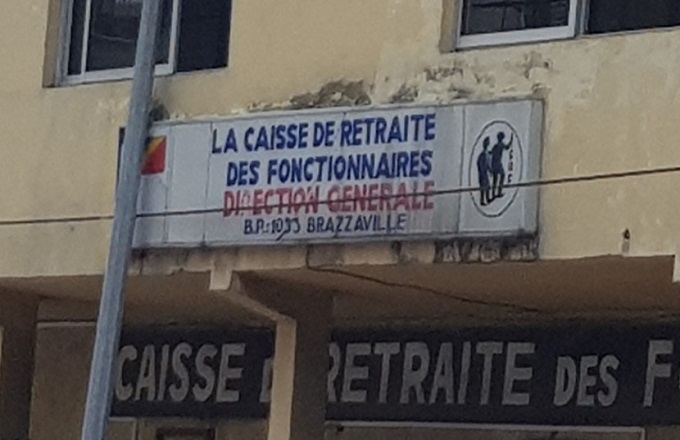 LA CAISSE DE RETRAITE
DES FONCTIONNAIRES
DIRECTION GENERALE
B.P.: 1033 BRAZZAVILLE
CAISSE RETRAITE DES